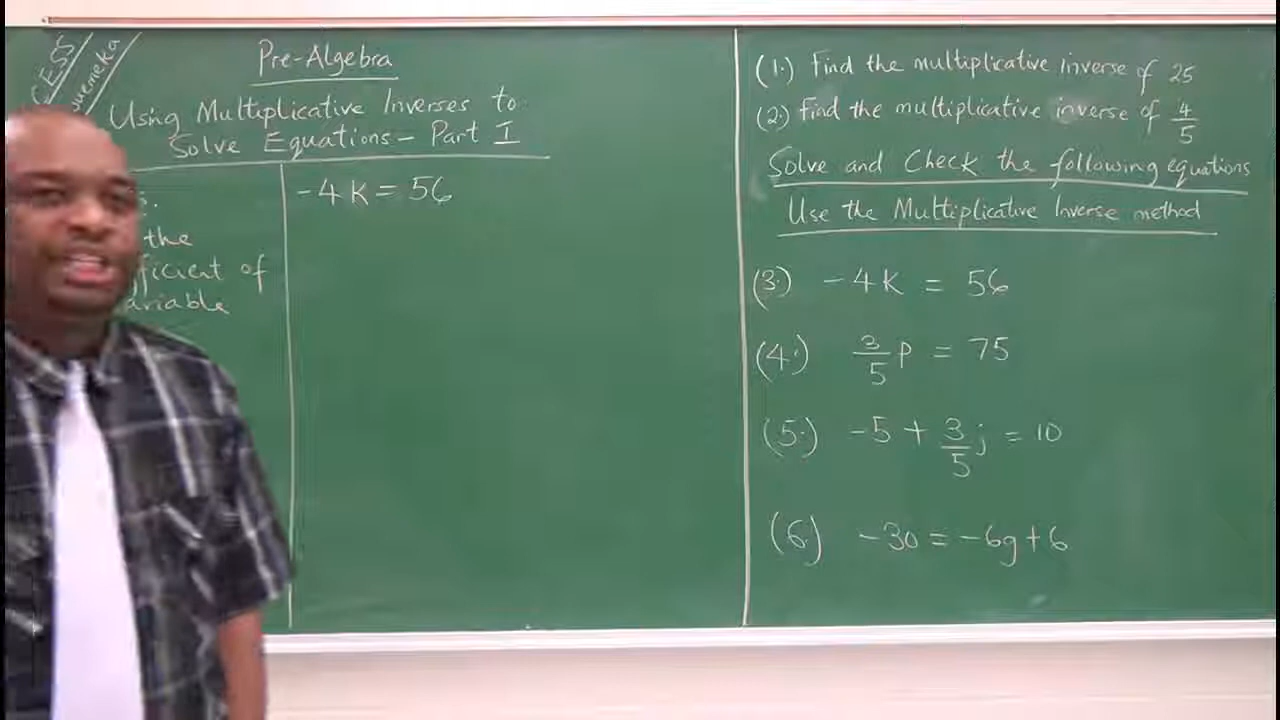 CESS
Pre-Algebra
Using Multiplicative Inverses to
Solve Equations – Part I
-4K = 56
the
variable
(1.) Find the multiplicative inverse of 25
(2.) Find the multiplicative inverse of 4/5
Solve and Check the following equations
Use the Multiplicative Inverse method
(3.) -4K = 56
(4.) 3/5 p = 75
(5.) -5 + 3/5 j = 10
(6) -30 = -6g + 6